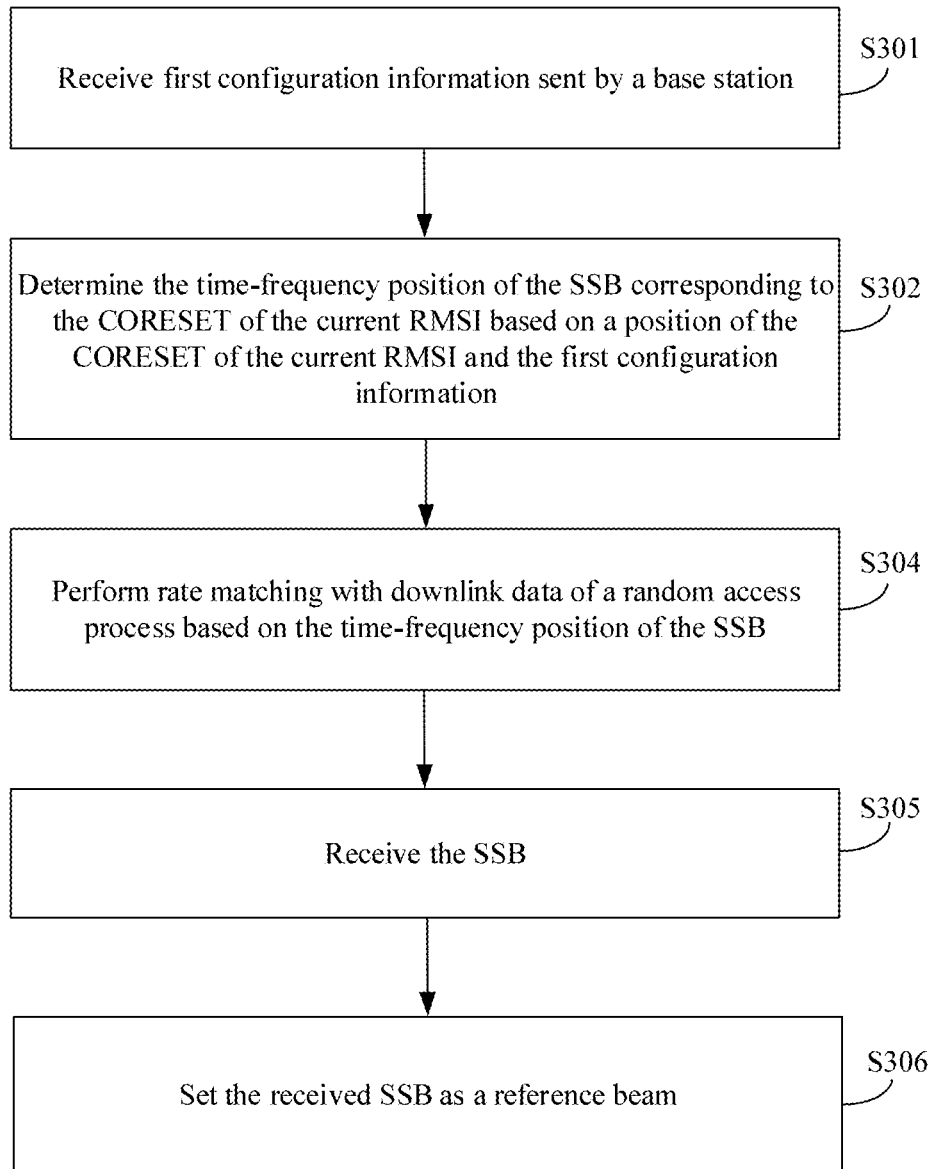 Receive first configuration information sent by a base station
S301
Determine the time-frequency position of the SSB corresponding to
the CORESET of the current RMSI based on a position of the
CORESET of the current RMSI and the first configuration
information
S302
Perform rate matching with downlink data of a random access
process based on the time-frequency position of the SSB
S304
Receive the SSB
S305
Set the received SSB as a reference beam
S306